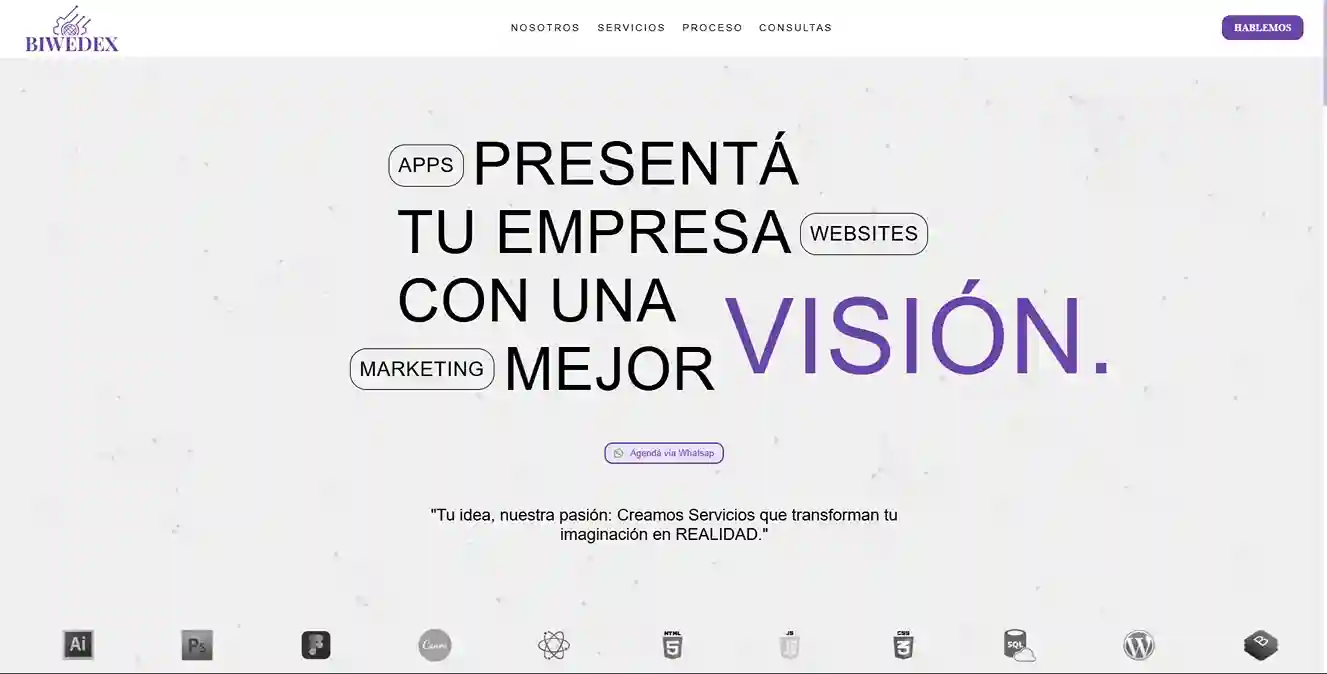 BIWEDEX
NOSOTROS SERVICIOS PROCESO CONSULTAS
HABLEMOS
APPS PRESENTÁ
TU EMPRESA WEBSITES
CON UNA
MARKETING MEJOR VISIÓN.
Agendá via Whatsap
"Tu idea, nuestra pasión: Creamos Servicios que transforman tu
imaginación en REALIDAD."
Ai Ps Canva HTML 5 JS CSS 3 SQL W B